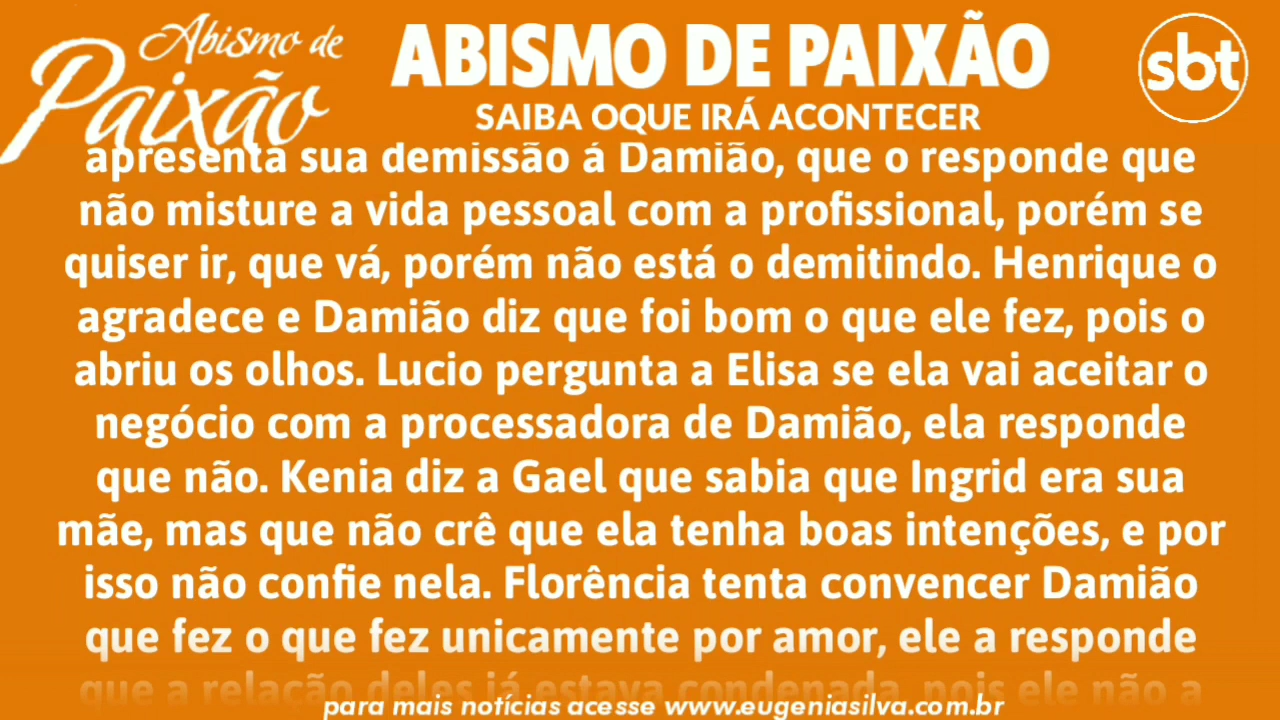 Abismo de
Paixão
ABISMO DE PAIXÃO
SAIBA OQUE IRÁ ACONTECER
sbt
apresenta sua demissão á Damião, que o responde que
não misture a vida pessoal com a profissional, porém se
quiser ir, que vá, porém não está o demitindo. Henrique o
agradece e Damião diz que foi bom o que ele fez, pois o
abriu os olhos. Lucio pergunta a Elisa se ela vai aceitar o
negócio com a processadora de Damião, ela responde
que não. Kenia diz a Gael que sabia que Ingrid era sua
mãe, mas que não crê que ela tenha boas intenções, e por
isso não confie nela. Florência tenta convencer Damião
que fez o que fez unicamente por amor, ele a responde
que a relação deles já estava condenada, pois ele não a
para mais notícias acesse www.eugeniasilva.com.br